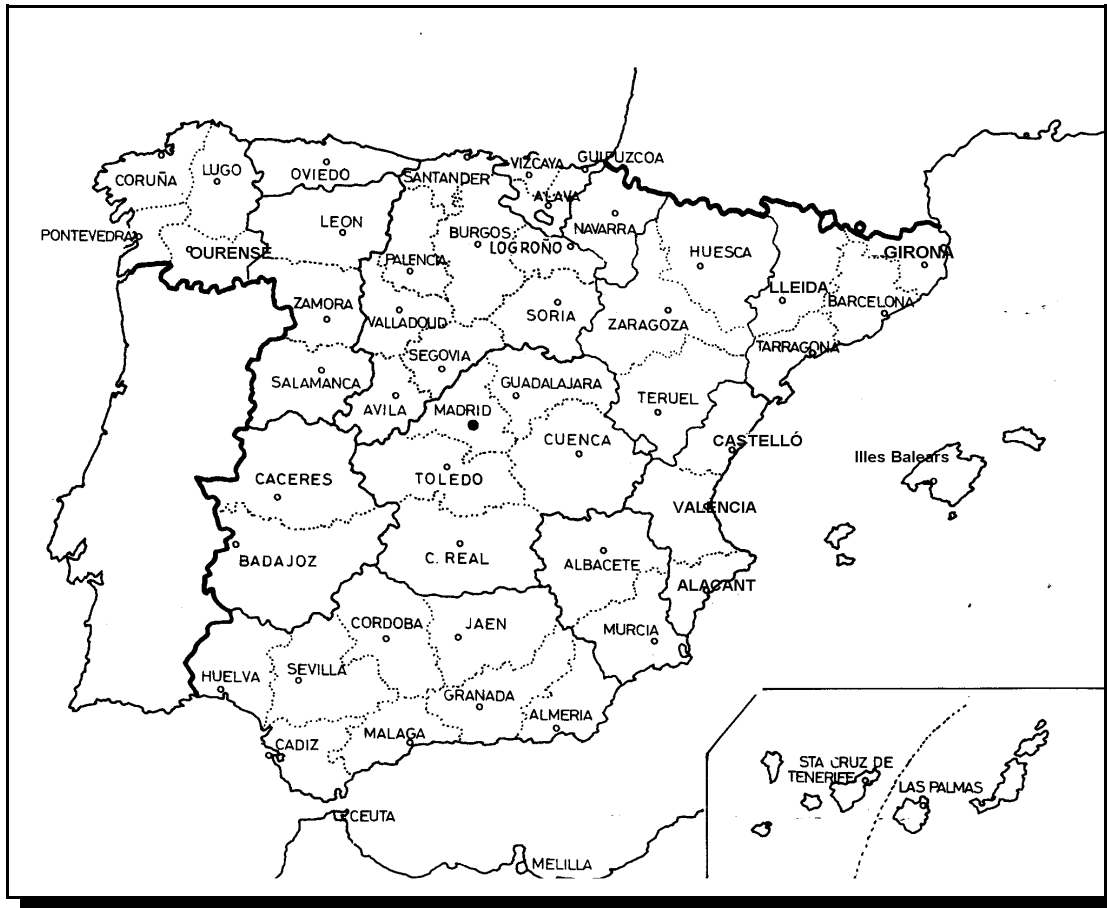 VIZCAYA
GUIPUZCOA
CORUÑA
LUGO
OVIEDO
SANTANDER
ALAVA
LEON
PONTEVEDRA
OURENSE
BURGOS
LOGROÑO
NAVARRA
PALENCIA
HUESCA
GIRONA
ZAMORA
VALLADOLID
SORIA
ZARAGOZA
LLEIDA
BARCELONA
TARRAGONA
SEGOVIA
SALAMANCA
AVILA
MADRID
GUADALAJARA
TERUEL
CUENCA
CASTELLÓ
Illes Balears
CACERES
TOLEDO
VALENCIA
BADAJOZ
C. REAL
ALBACETE
ALACANT
CORDOBA
JAEN
MURCIA
HUELVA
SEVILLA
GRANADA
ALMERIA
CADIZ
MALAGA
STA CRUZ DE
TENERIFE
LAS PALMAS
CEUTA
MELILLA